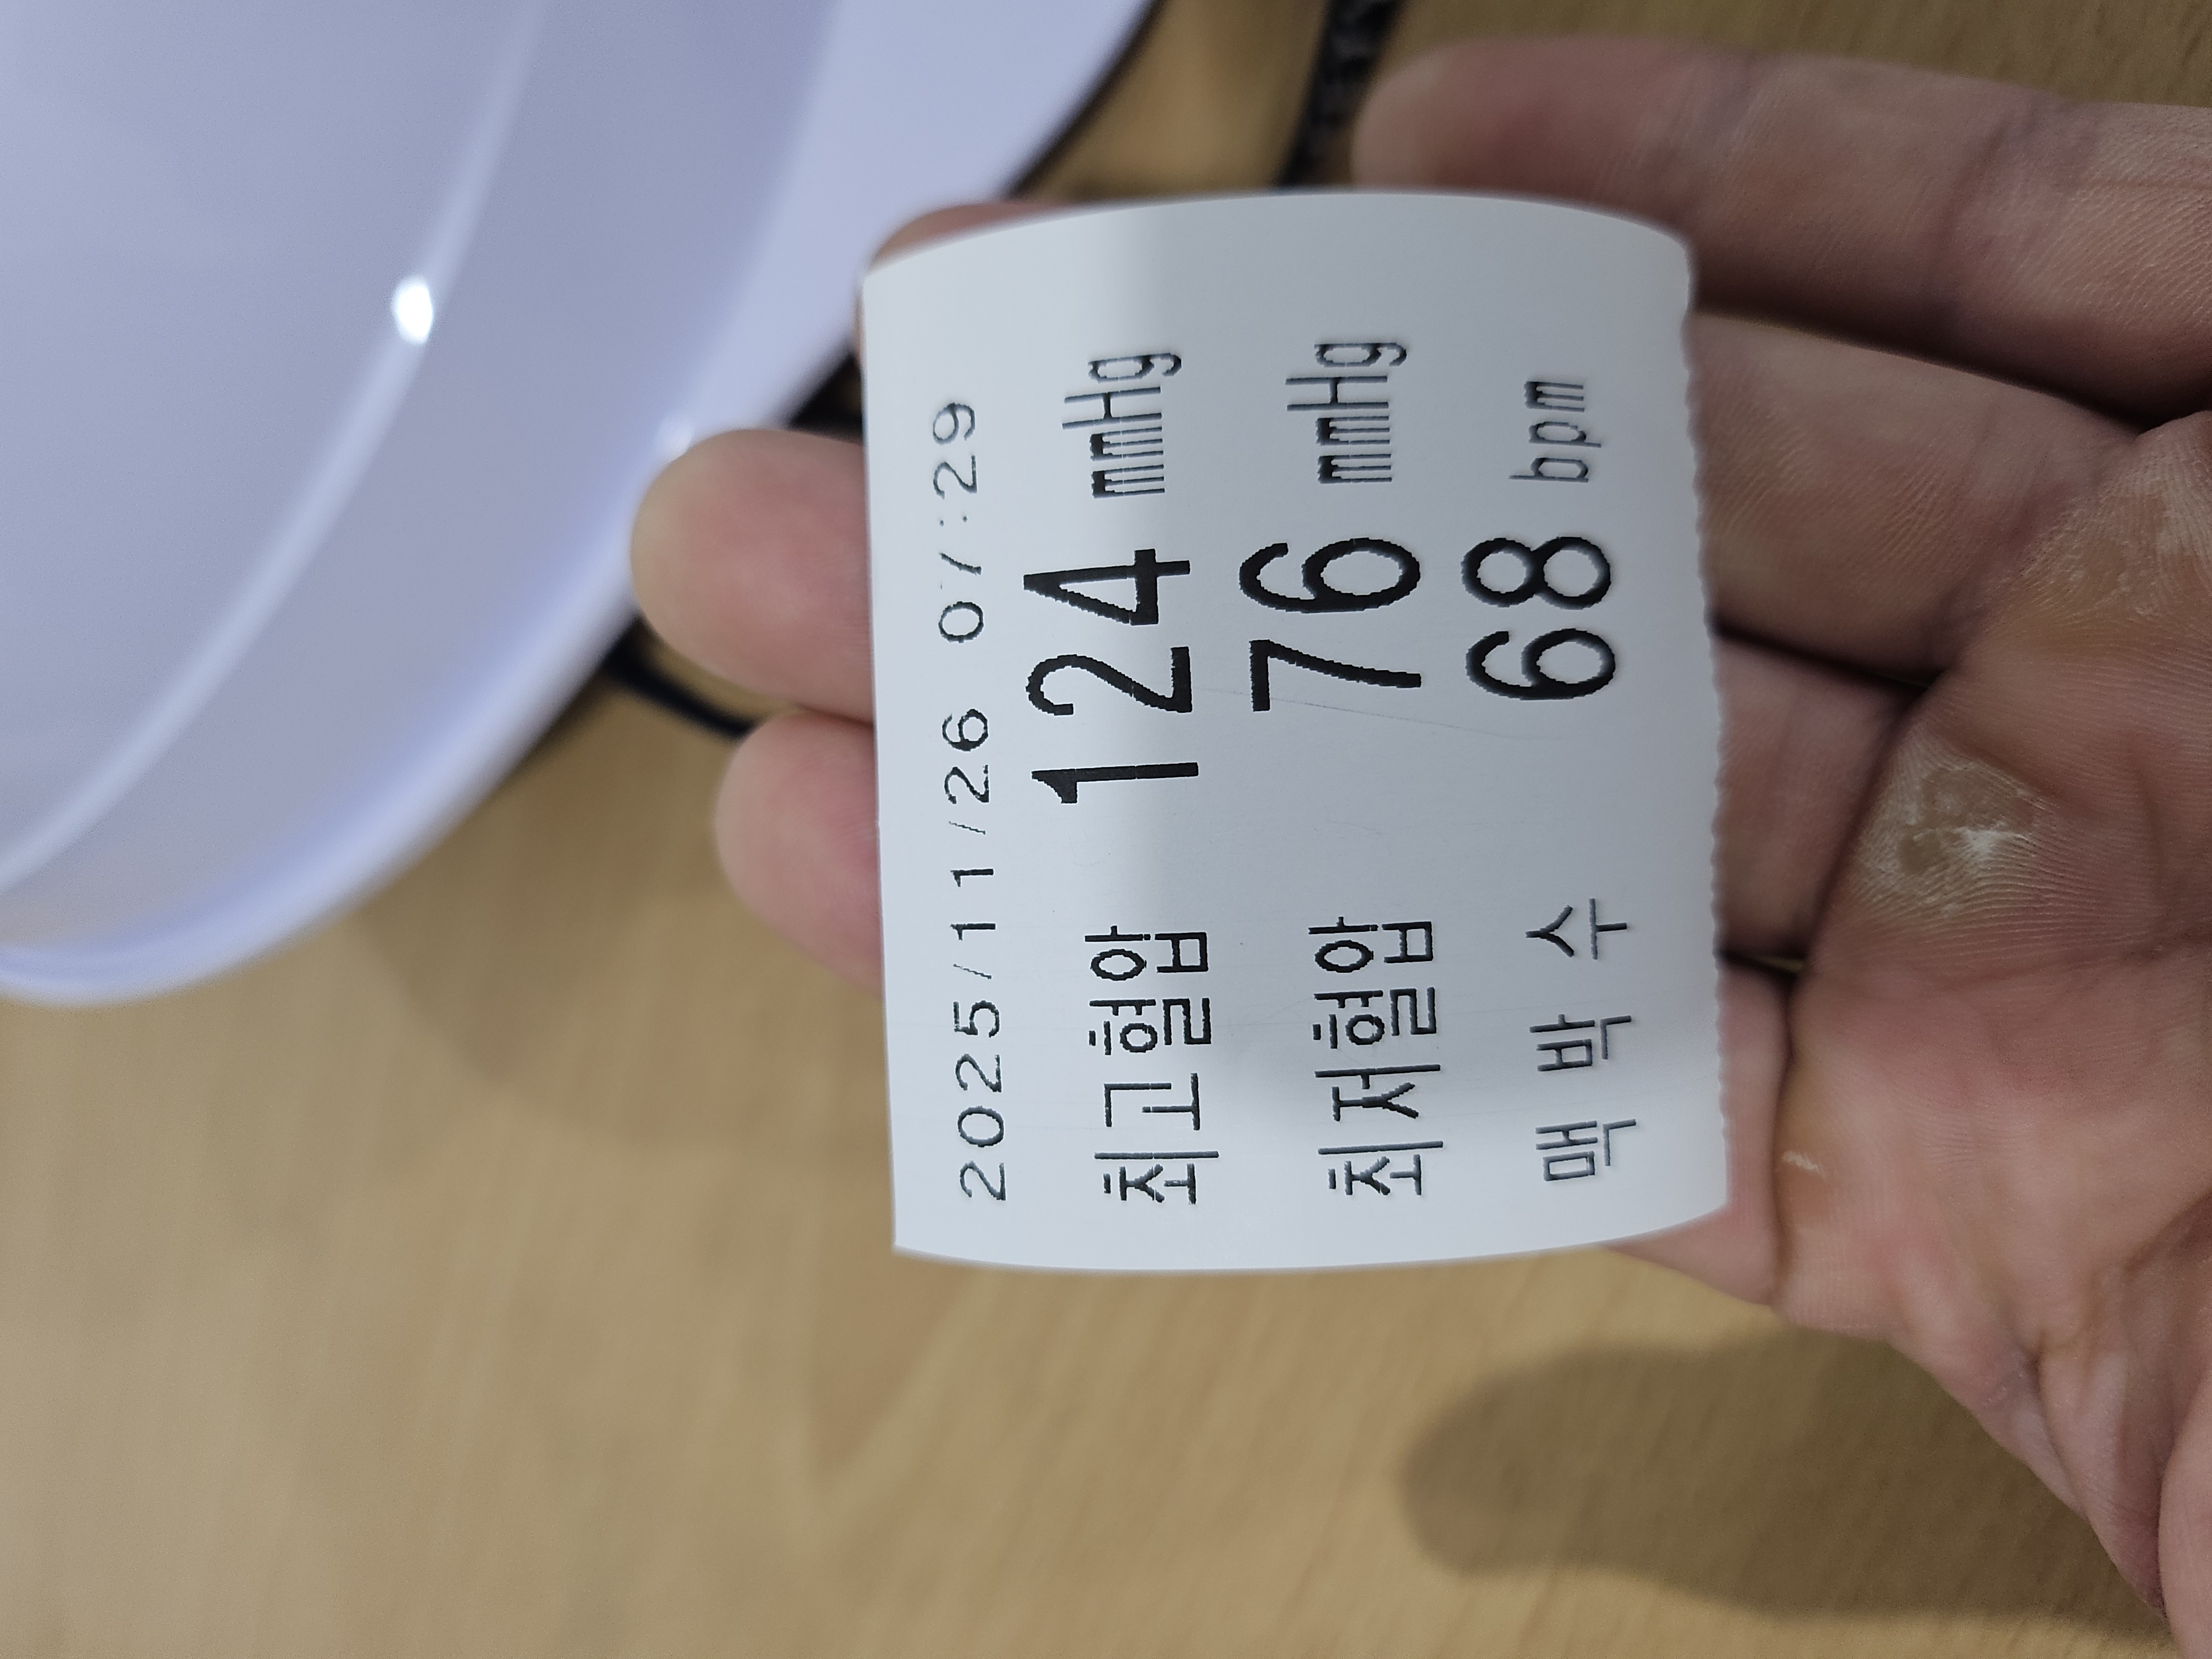 2025/11/26 07:29
최고혈압 124 mmHg
최저혈압 76 mmHg
맥 박 수 68 bpm